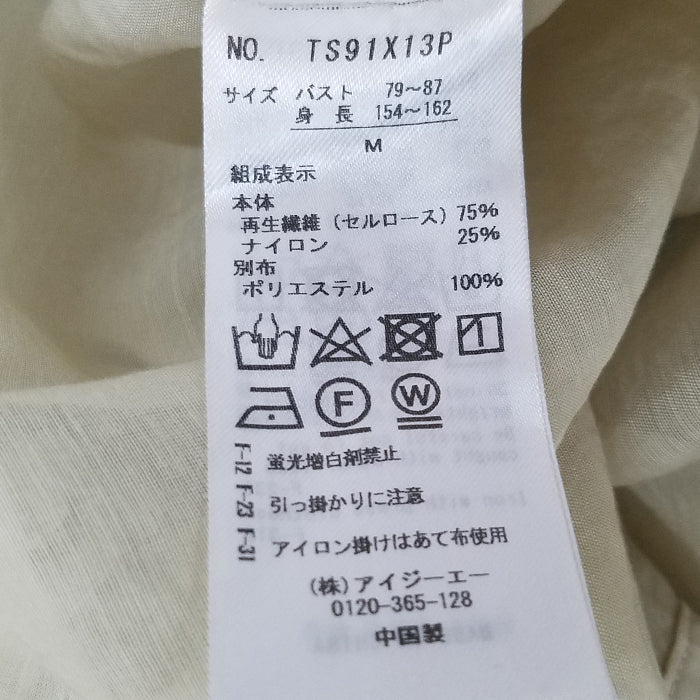 NO. TS91X13P
サイズ バスト 79〜87
身長 154〜162
M
組成表示
本体
再生繊維（セルロース）75%
ナイロン 25%
別布
ポリエステル 100%
F W
F-12 F-23 F-31
蛍光増白剤禁止
引っ掛かりに注意
アイロン掛けはあて布使用
（株）アイジーエー
0120-365-128
中国製